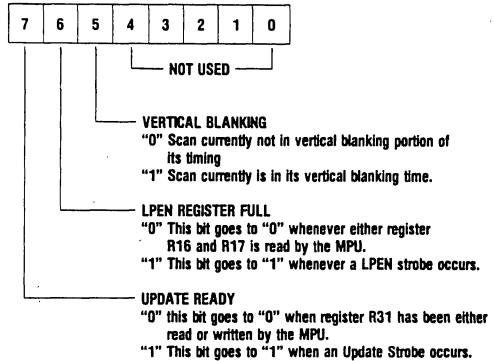 7 6 5 4 3 2 1 0
NOT USED
VERTICAL BLANKING
"0" Scan currently not in vertical blanking portion of
its timing
"1" Scan currently is in its vertical blanking time.
LPEN REGISTER FULL
"0" This bit goes to "0" whenever either register
R16 and R17 is read by the MPU.
"1" This bit goes to "1" whenever a LPEN strobe occurs.
UPDATE READY
"0" this bit goes to "0" when register R31 has been either
read or written by the MPU.
"1" This bit goes to "1" when an Update Strobe occurs.